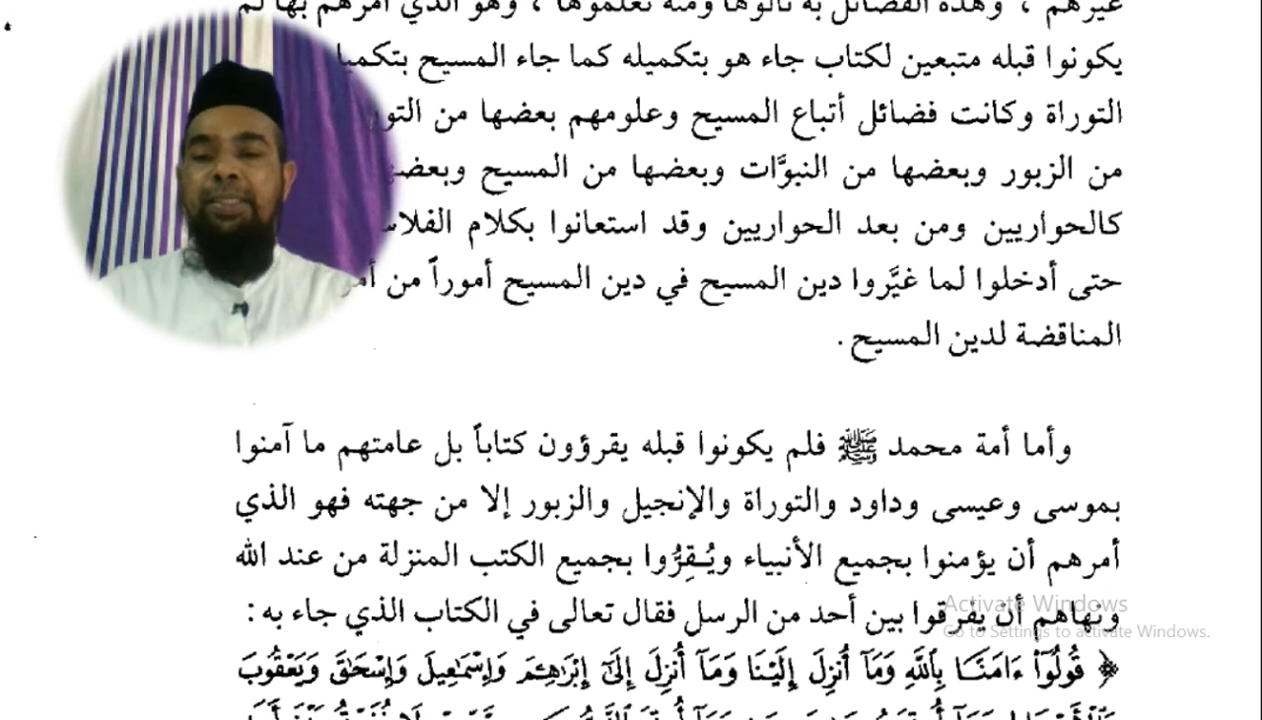 غيرهم ، وهذه الفضائل به نالوها ومنه تعلموها ، وهو الذي أمرهم بها لم
يكونوا قبله متبعين لكتاب جاء هو بتكميله كما جاء المسيح
التوراة وكانت فضائل أتباع المسيح وعلومهم بعضها من
من الزبور وبعضها من النبوَّات وبعضها من المسيح
كالحواريين ومن بعد الحواريين وقد استعانوا بكلام
حتى أدخلوا لما غيَّروا دين المسيح في دين المسيح أموراً من
المناقضة لدين المسيح .
وأما أمة محمد ﷺ فلم يكونوا قبله يقرؤون كتاباً بل عامتهم ما آمنوا
بموسى وعيسى وداود والتوراة والإنجيل والزبور إلا من جهته فهو الذي
أمرهم أن يؤمنوا بجميع الأنبياء ويُقِرُّوا بجميع الكتب المنزلة من عند الله
ونهاهم أن يفرقوا بين أحد من الرسل فقال تعالى في الكتاب الذي جاء به :
﴿ قُولُوٓاْ ءَامَنَّا بِٱللَّهِ وَمَآ أُنزِلَ إِلَيْنَا وَمَآ أُنزِلَ إِلَىٰٓ إِبْرَٰهِـۧمَ وَإِسْمَٰعِيلَ وَإِسْحَٰقَ وَيَعْقُوبَ
Activate Windows
Go to Settings to activate Windows.